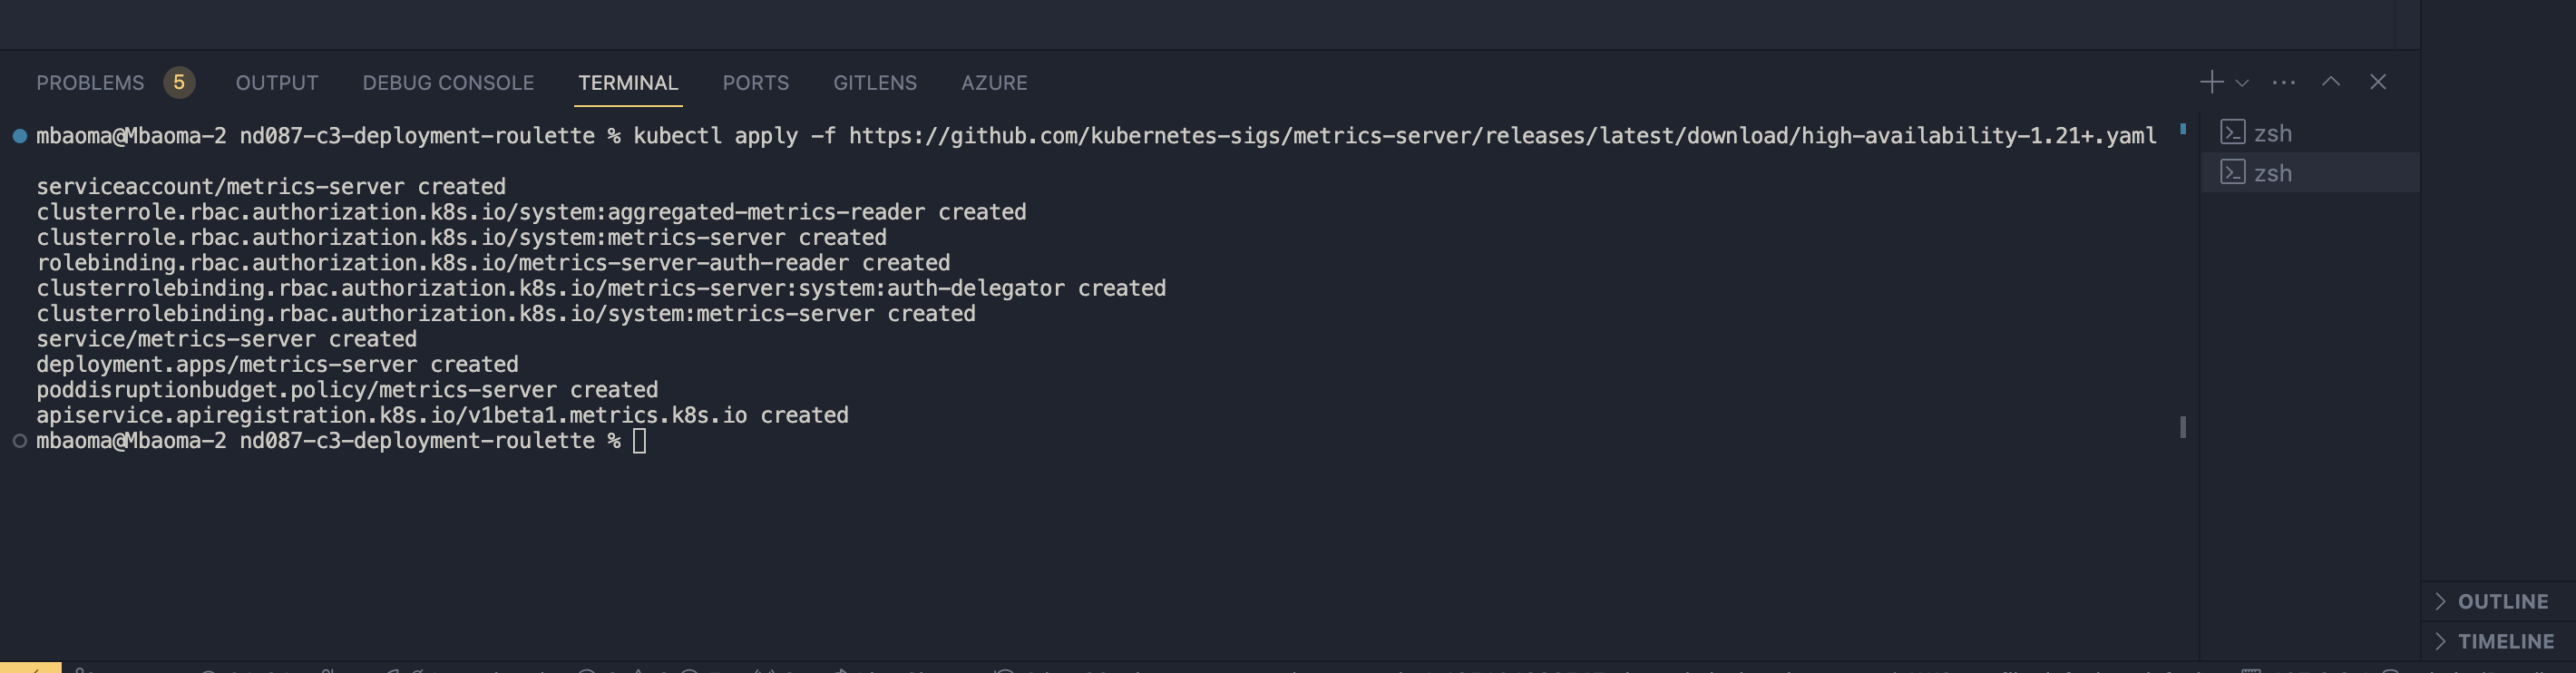 PROBLEMS 5 OUTPUT DEBUG CONSOLE TERMINAL PORTS GITLENS AZURE
mbaoma@Mbaoma-2 nd087-c3-deployment-roulette % kubectl apply -f https://github.com/kubernetes-sigs/metrics-server/releases/latest/download/high-availability-1.21+.yaml
serviceaccount/metrics-server created
clusterrole.rbac.authorization.k8s.io/system:aggregated-metrics-reader created
clusterrole.rbac.authorization.k8s.io/system:metrics-server created
rolebinding.rbac.authorization.k8s.io/metrics-server-auth-reader created
clusterrolebinding.rbac.authorization.k8s.io/metrics-server:system:auth-delegator created
clusterrolebinding.rbac.authorization.k8s.io/system:metrics-server created
service/metrics-server created
deployment.apps/metrics-server created
poddisruptionbudget.policy/metrics-server created
apiservice.apiregistration.k8s.io/v1beta1.metrics.k8s.io created
mbaoma@Mbaoma-2 nd087-c3-deployment-roulette %
zsh
zsh
OUTLINE
TIMELINE